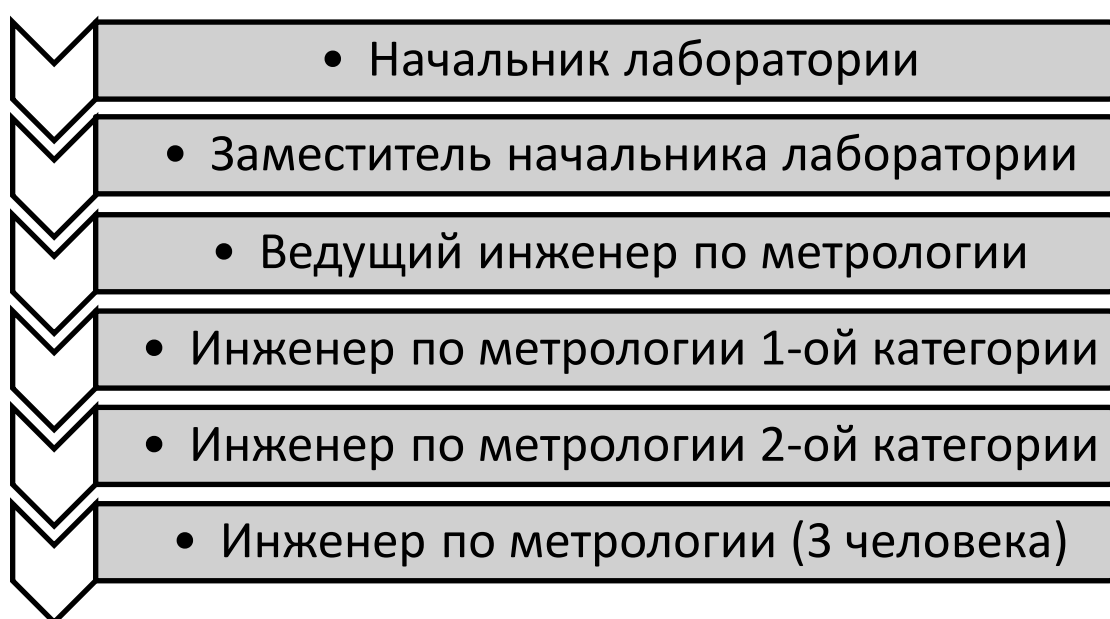 • Начальник лаборатории
• Заместитель начальника лаборатории
• Ведущий инженер по метрологии
• Инженер по метрологии 1-ой категории
• Инженер по метрологии 2-ой категории
• Инженер по метрологии (3 человека)